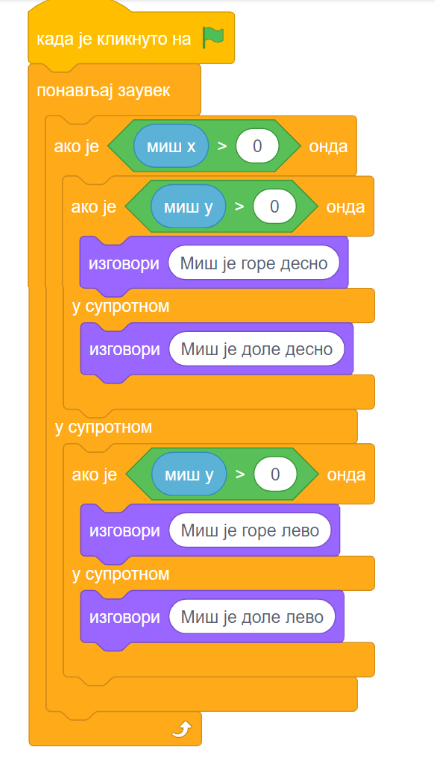 када је кликнуто на
понављај заувек
ако је миш x > 0 онда
ако је миш y > 0 онда
изговори Миш је горе десно
у супротном
изговори Миш је доле десно
у супротном
ако је миш y > 0 онда
изговори Миш је горе лево
у супротном
изговори Миш је доле лево